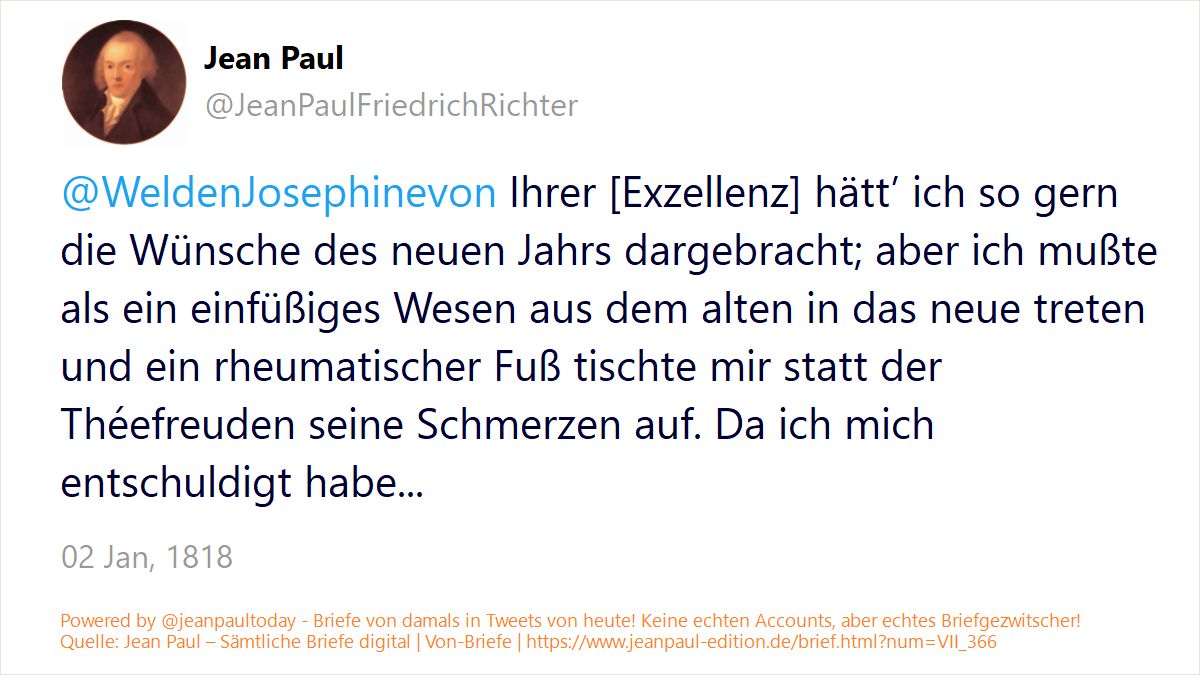 Jean Paul
@JeanPaulFriedrichRichter
@WeldenJosephinevon Ihrer [Exzellenz] hätt’ ich so gern
die Wünsche des neuen Jahrs dargebracht; aber ich mußte
als ein einfüßiges Wesen aus dem alten in das neue treten
und ein rheumatischer Fuß tischte mir statt der
Théefreuden seine Schmerzen auf. Da ich mich
entschuldigt habe...
02 Jan, 1818
Powered by @jeanpaultoday - Briefe von damals in Tweets von heute! Keine echten Accounts, aber echtes Briefgezwitscher!
Quelle: Jean Paul – Sämtliche Briefe digital | Von-Briefe | https://www.jeanpaul-edition.de/brief.html?num=VII_366